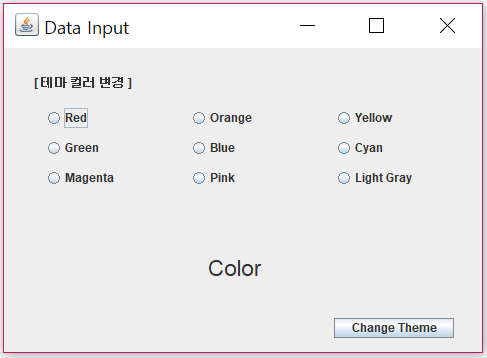 Data Input
[ 테마 컬러 변경 ]
Red Orange Yellow
Green Blue Cyan
Magenta Pink Light Gray
Color
Change Theme